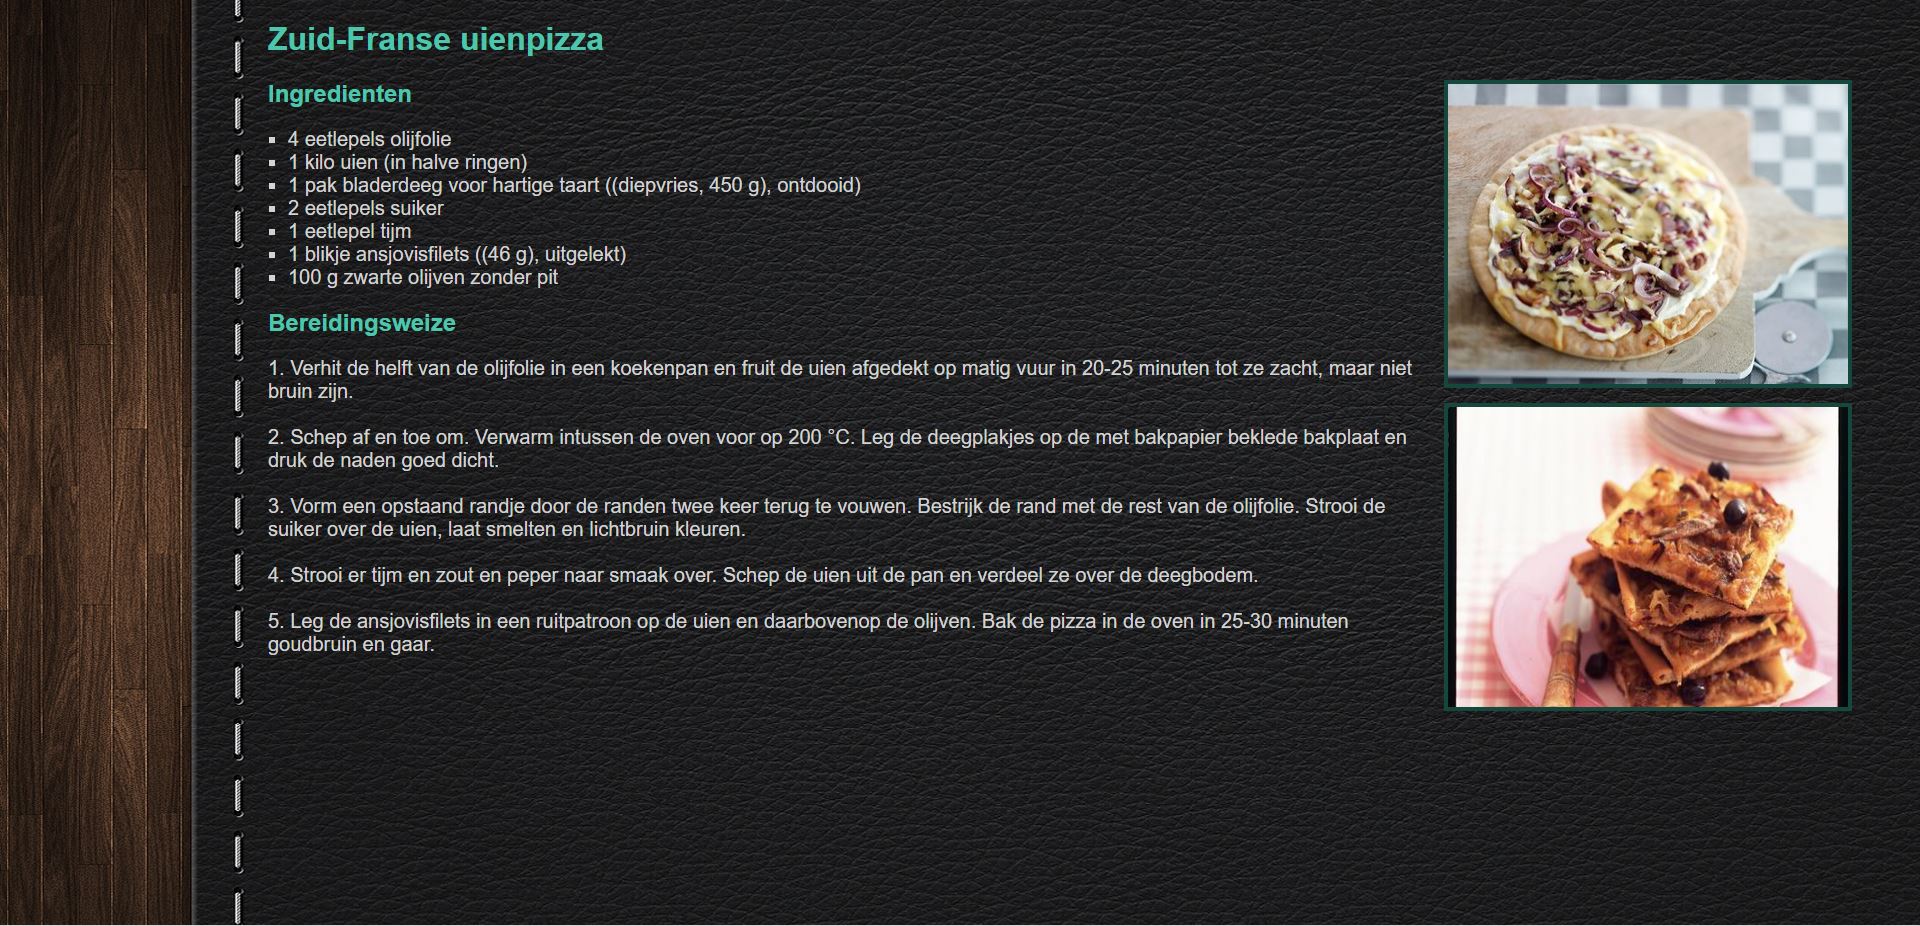 Zuid-Franse uienpizza
Ingredienten
4 eetlepels olijfolie
1 kilo uien (in halve ringen)
1 pak bladerdeeg voor hartige taart ((diepvries, 450 g), ontdooid)
2 eetlepels suiker
1 eetlepel tijm
1 blikje ansjovisfilets ((46 g), uitgelekt)
100 g zwarte olijven zonder pit
Bereidingsweize
1. Verhit de helft van de olijfolie in een koekenpan en fruit de uien afgedekt op matig vuur in 20-25 minuten tot ze zacht, maar niet
bruin zijn.
2. Schep af en toe om. Verwarm intussen de oven voor op 200 °C. Leg de deegplakjes op de met bakpapier beklede bakplaat en
druk de naden goed dicht.
3. Vorm een opstaand randje door de randen twee keer terug te vouwen. Bestrijk de rand met de rest van de olijfolie. Strooi de
suiker over de uien, laat smelten en lichtbruin kleuren.
4. Strooi er tijm en zout en peper naar smaak over. Schep de uien uit de pan en verdeel ze over de deegbodem.
5. Leg de ansjovisfilets in een ruitpatroon op de uien en daarbovenop de olijven. Bak de pizza in de oven in 25-30 minuten
goudbruin en gaar.